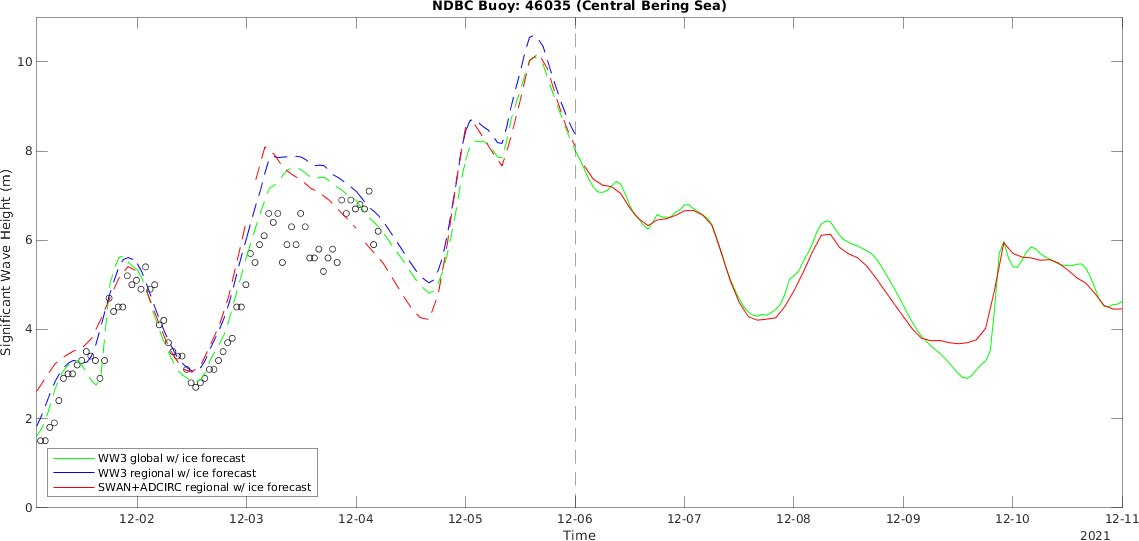 NDBC Buoy: 46035 (Central Bering Sea)
Significant Wave Height (m)
10
8
6
4
2
0
WW3 global w/ ice forecast
WW3 regional w/ ice forecast
SWAN+ADCIRC regional w/ ice forecast
12-02 12-03 12-04 12-05 12-06 12-07 12-08 12-09 12-10 12-11
Time
2021